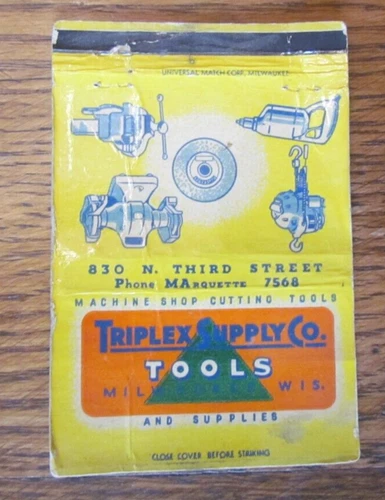 UNIVERSAL MATCH CORP., MILWAUKEE
830 N. THIRD STREET
Phone MARQUETTE 7568
MACHINE SHOP CUTTING TOOLS
TRIPLEX SUPPLY CO.
TOOLS
MILWAUKEE WIS.
AND SUPPLIES
CLOSE COVER BEFORE STRIKING